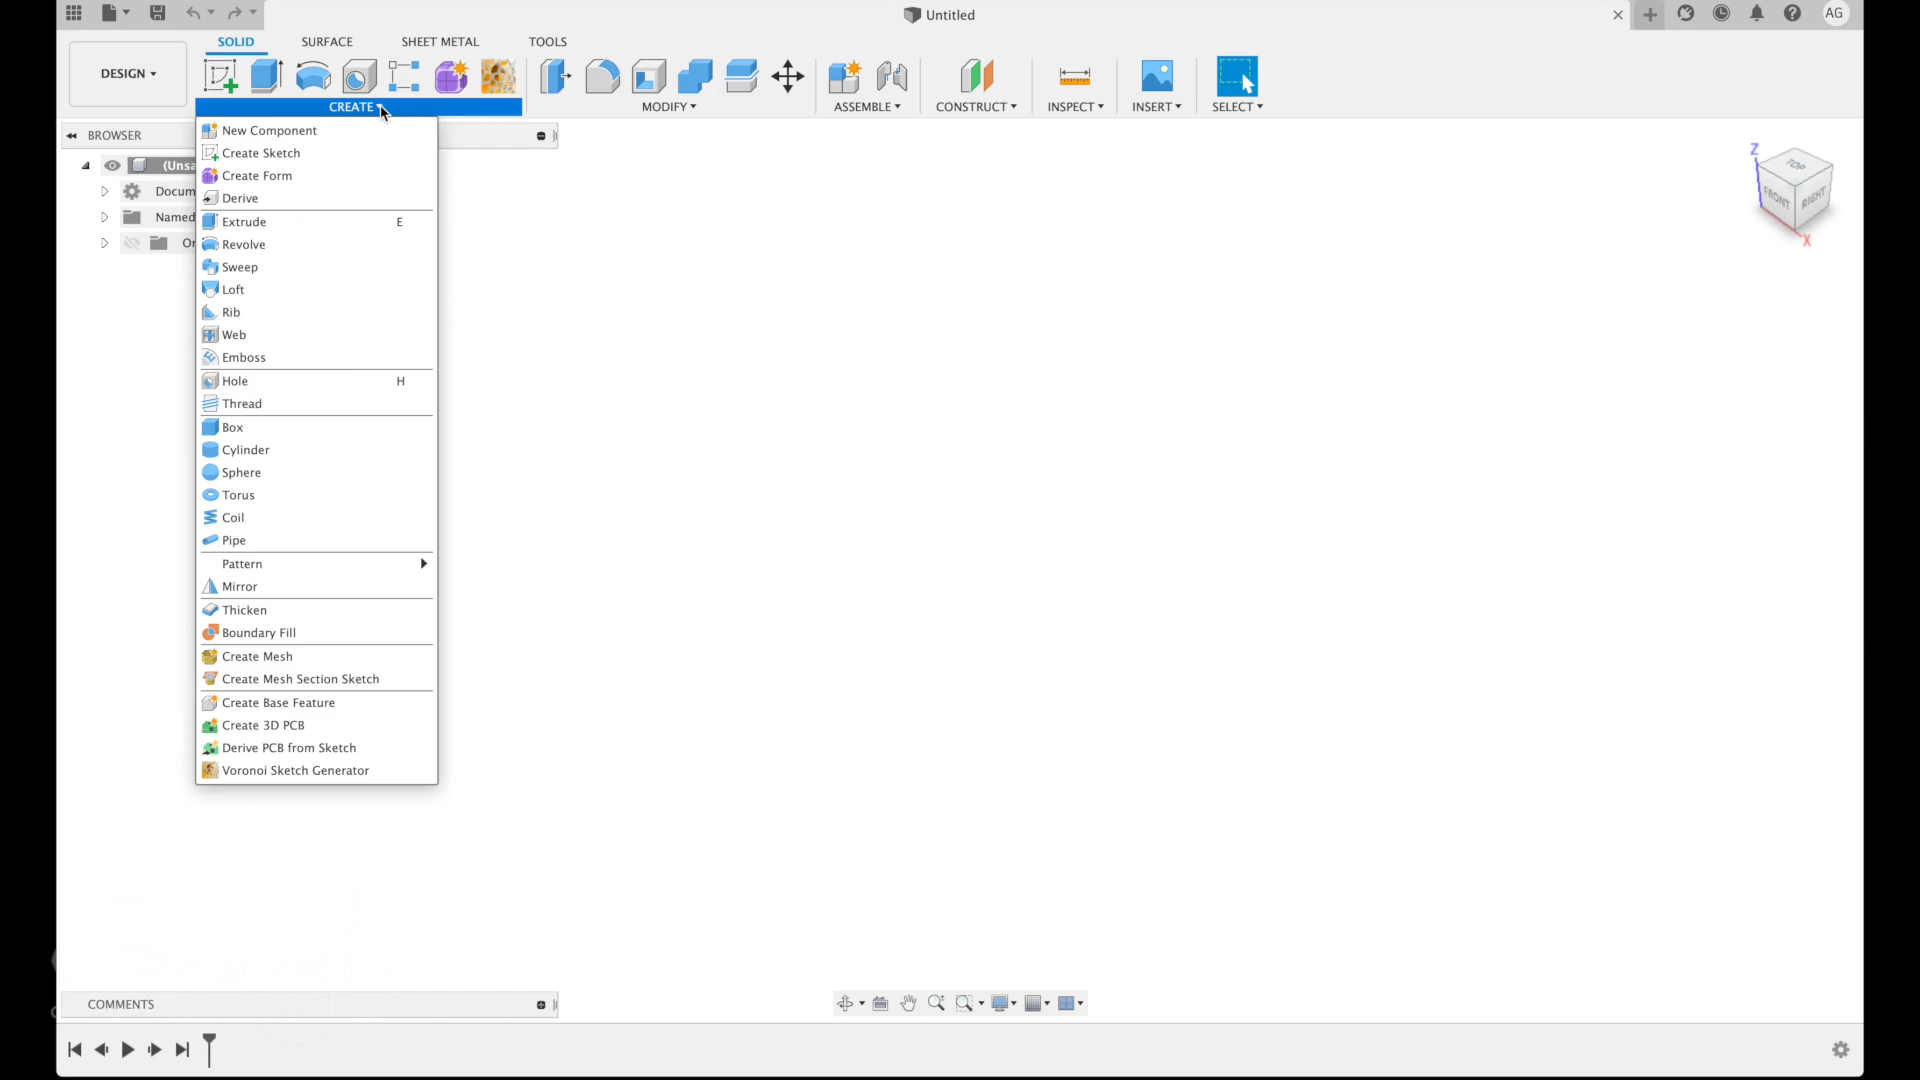 Untitled
AG
SOLID SURFACE SHEET METAL TOOLS
DESIGN
CREATE MODIFY ASSEMBLE CONSTRUCT INSPECT INSERT SELECT
BROWSER
New Component
Create Sketch
(Unsa
Create Form
Docum
Derive
Named
Extrude E
Or
Revolve
Sweep
Loft
Rib
Web
Emboss
Hole H
Thread
Box
Cylinder
Sphere
Torus
Coil
Pipe
Pattern
Mirror
Thicken
Boundary Fill
Create Mesh
Create Mesh Section Sketch
Create Base Feature
Create 3D PCB
Derive PCB from Sketch
Voronoi Sketch Generator
Z
TOP
FRONT RIGHT
X
COMMENTS